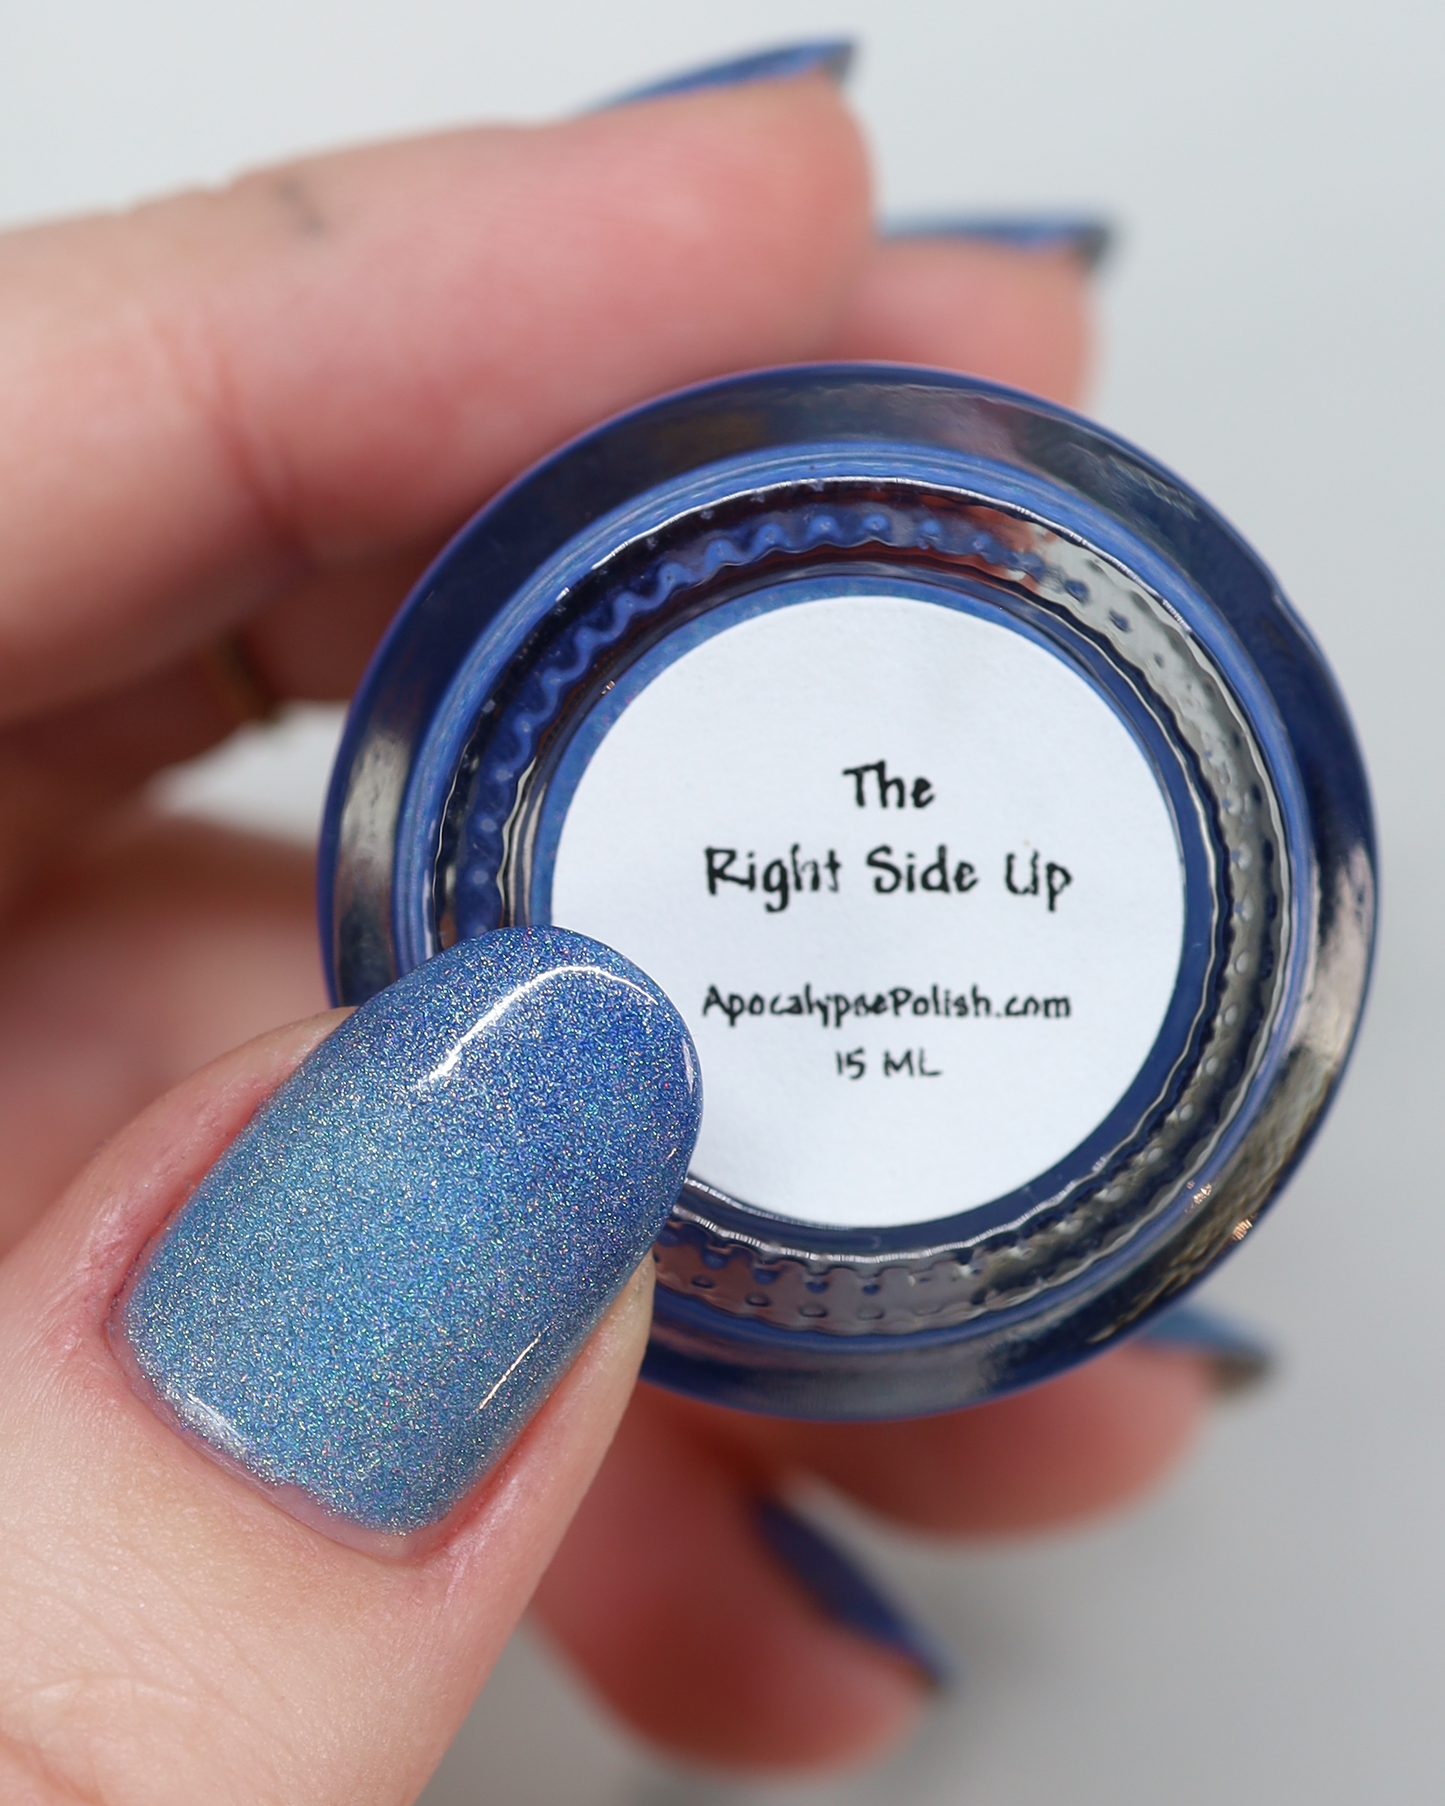 The
Right Side Up
ApocalypsePolish.com
15 ML